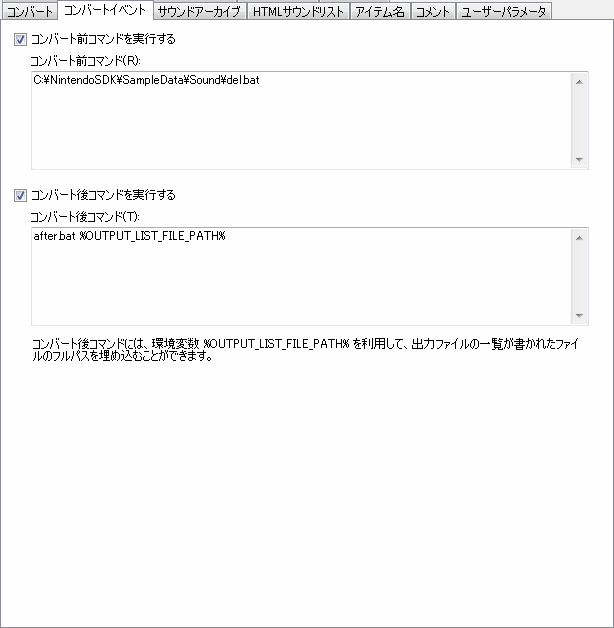 コンバート コンバートイベント サウンドアーカイブ HTMLサウンドリスト アイテム名 コメント ユーザーパラメータ
コンバート前コマンドを実行する
コンバート前コマンド(R):
C:¥NintendoSDK¥SampleData¥Sound¥del.bat
コンバート後コマンドを実行する
コンバート後コマンド(T):
after.bat %OUTPUT_LIST_FILE_PATH%
コンバート後コマンドには、環境変数 %OUTPUT_LIST_FILE_PATH% を利用して、出力ファイルの一覧が書かれたファイ
ルのフルパスを埋め込むことができます。